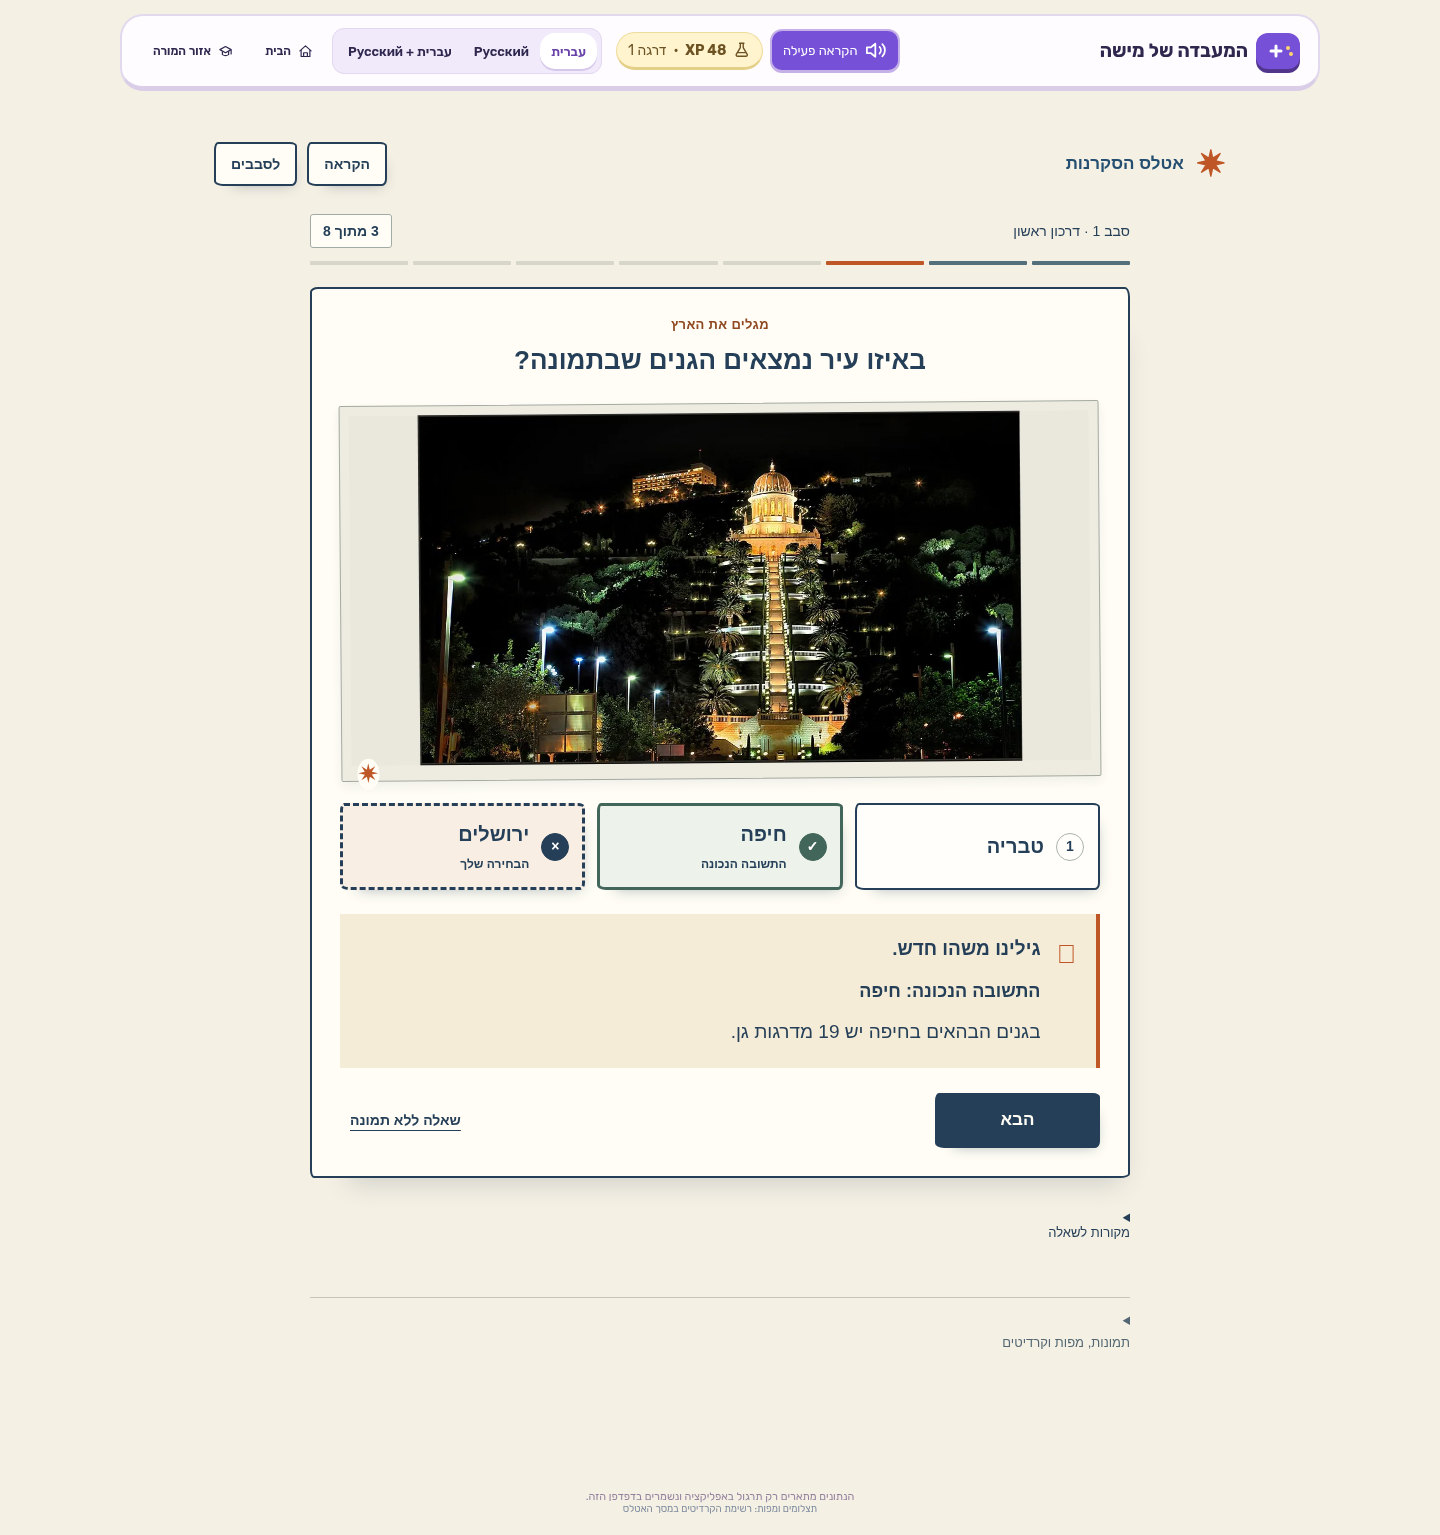 המעבדה של מישה
הקראה פעילה
48 XP • דרגה 1
עברית
Русский
עברית + Русский
הבית
אזור המורה
אטלס הסקרנות
הקראה
לסבבים
סבב 1 · דרכון ראשון
3 מתוך 8
מגלים את הארץ
באיזו עיר נמצאים הגנים שבתמונה?
1 טבריה
✓ חיפה
התשובה הנכונה
× ירושלים
הבחירה שלך
גילינו משהו חדש.
התשובה הנכונה: חיפה
בגנים הבהאים בחיפה יש 19 מדרגות גן.
הבא
שאלה ללא תמונה
מקורות לשאלה
תמונות, מפות וקרדיטים
הנתונים מתארים רק תרגול באפליקציה ונשמרים בדפדפן הזה.
תצלומים ומפות: רשימת הקרדיטים במסך האטלס